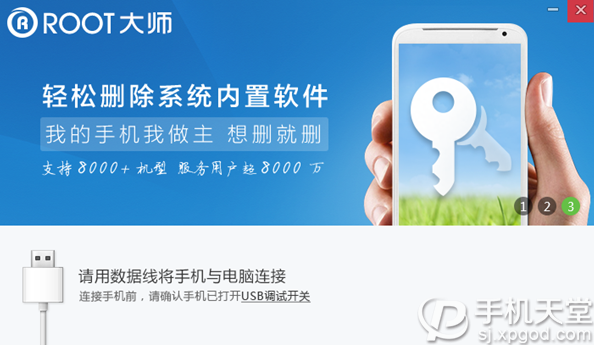 ROOT大师
轻松删除系统内置软件
我的手机我做主 想删就删
支持8000+机型 服务用户超8000万
1 2 3
请用数据线将手机与电脑连接
连接手机前，请确认手机已打开USB调试开关
手机天堂
sj.xpgod.com